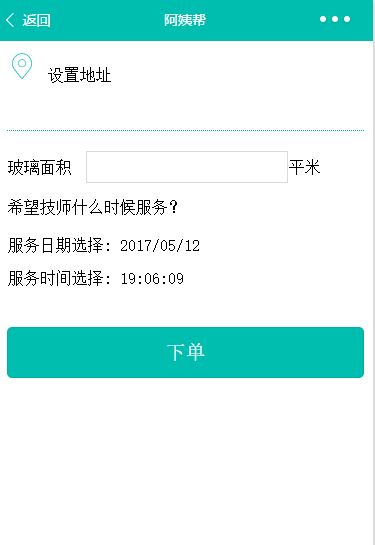 返回 阿姨帮
设置地址
玻璃面积 平米
希望技师什么时候服务？
服务日期选择: 2017/05/12
服务时间选择: 19:06:09
下单